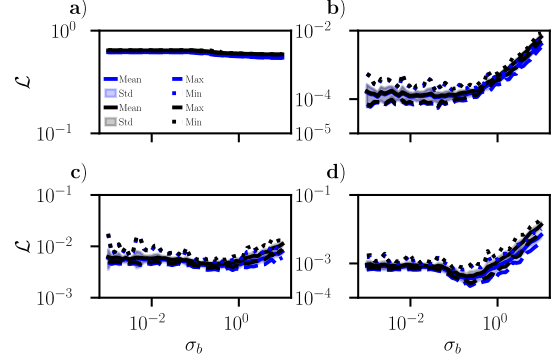 a)
10^0
ℒ
10^-1
Mean
Std
Mean
Std
Max
Min
Max
Min
b)
10^-2
10^-4
10^-5
c)
10^-1
ℒ
10^-2
10^-3
10^-2
10^0
σ_b
d)
10^-1
10^-3
10^-4
10^-2
10^0
σ_b